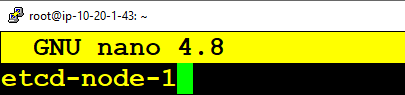 root@ip-10-20-1-43: ~
GNU nano 4.8
etcd-node-1